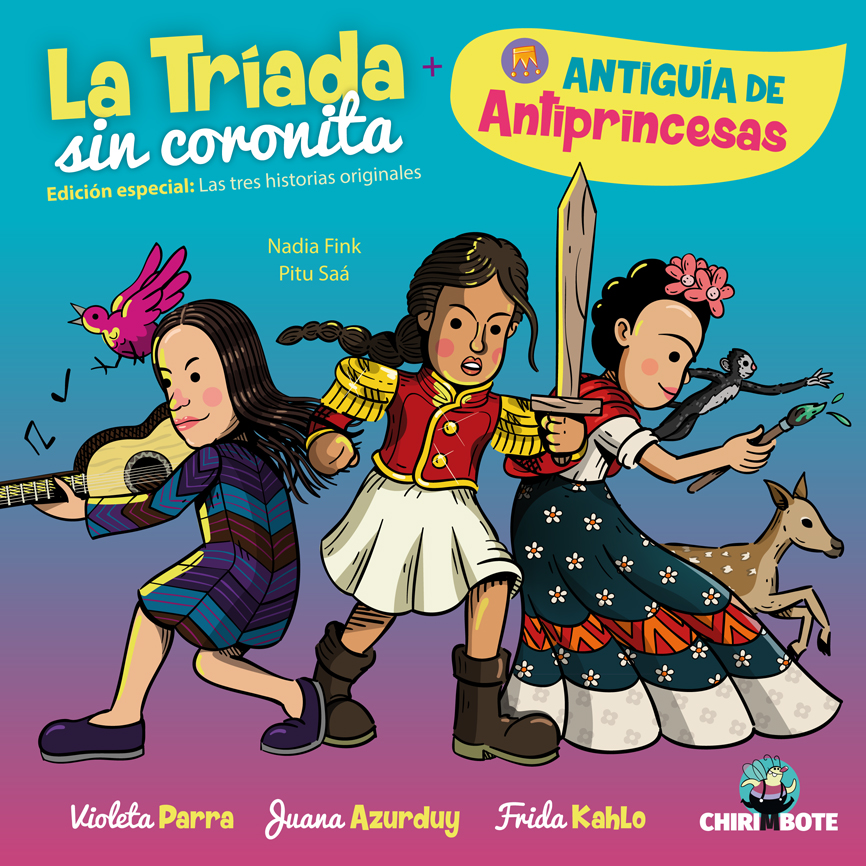 La Tríada
sin coronita
Edición especial: Las tres historias originales
+
ANTIGUÍA DE
Antiprincesas
Nadia Fink
Pitu Saá
Violeta Parra
Juana Azurduy
Frida Kahlo
CHIRIMBOTE